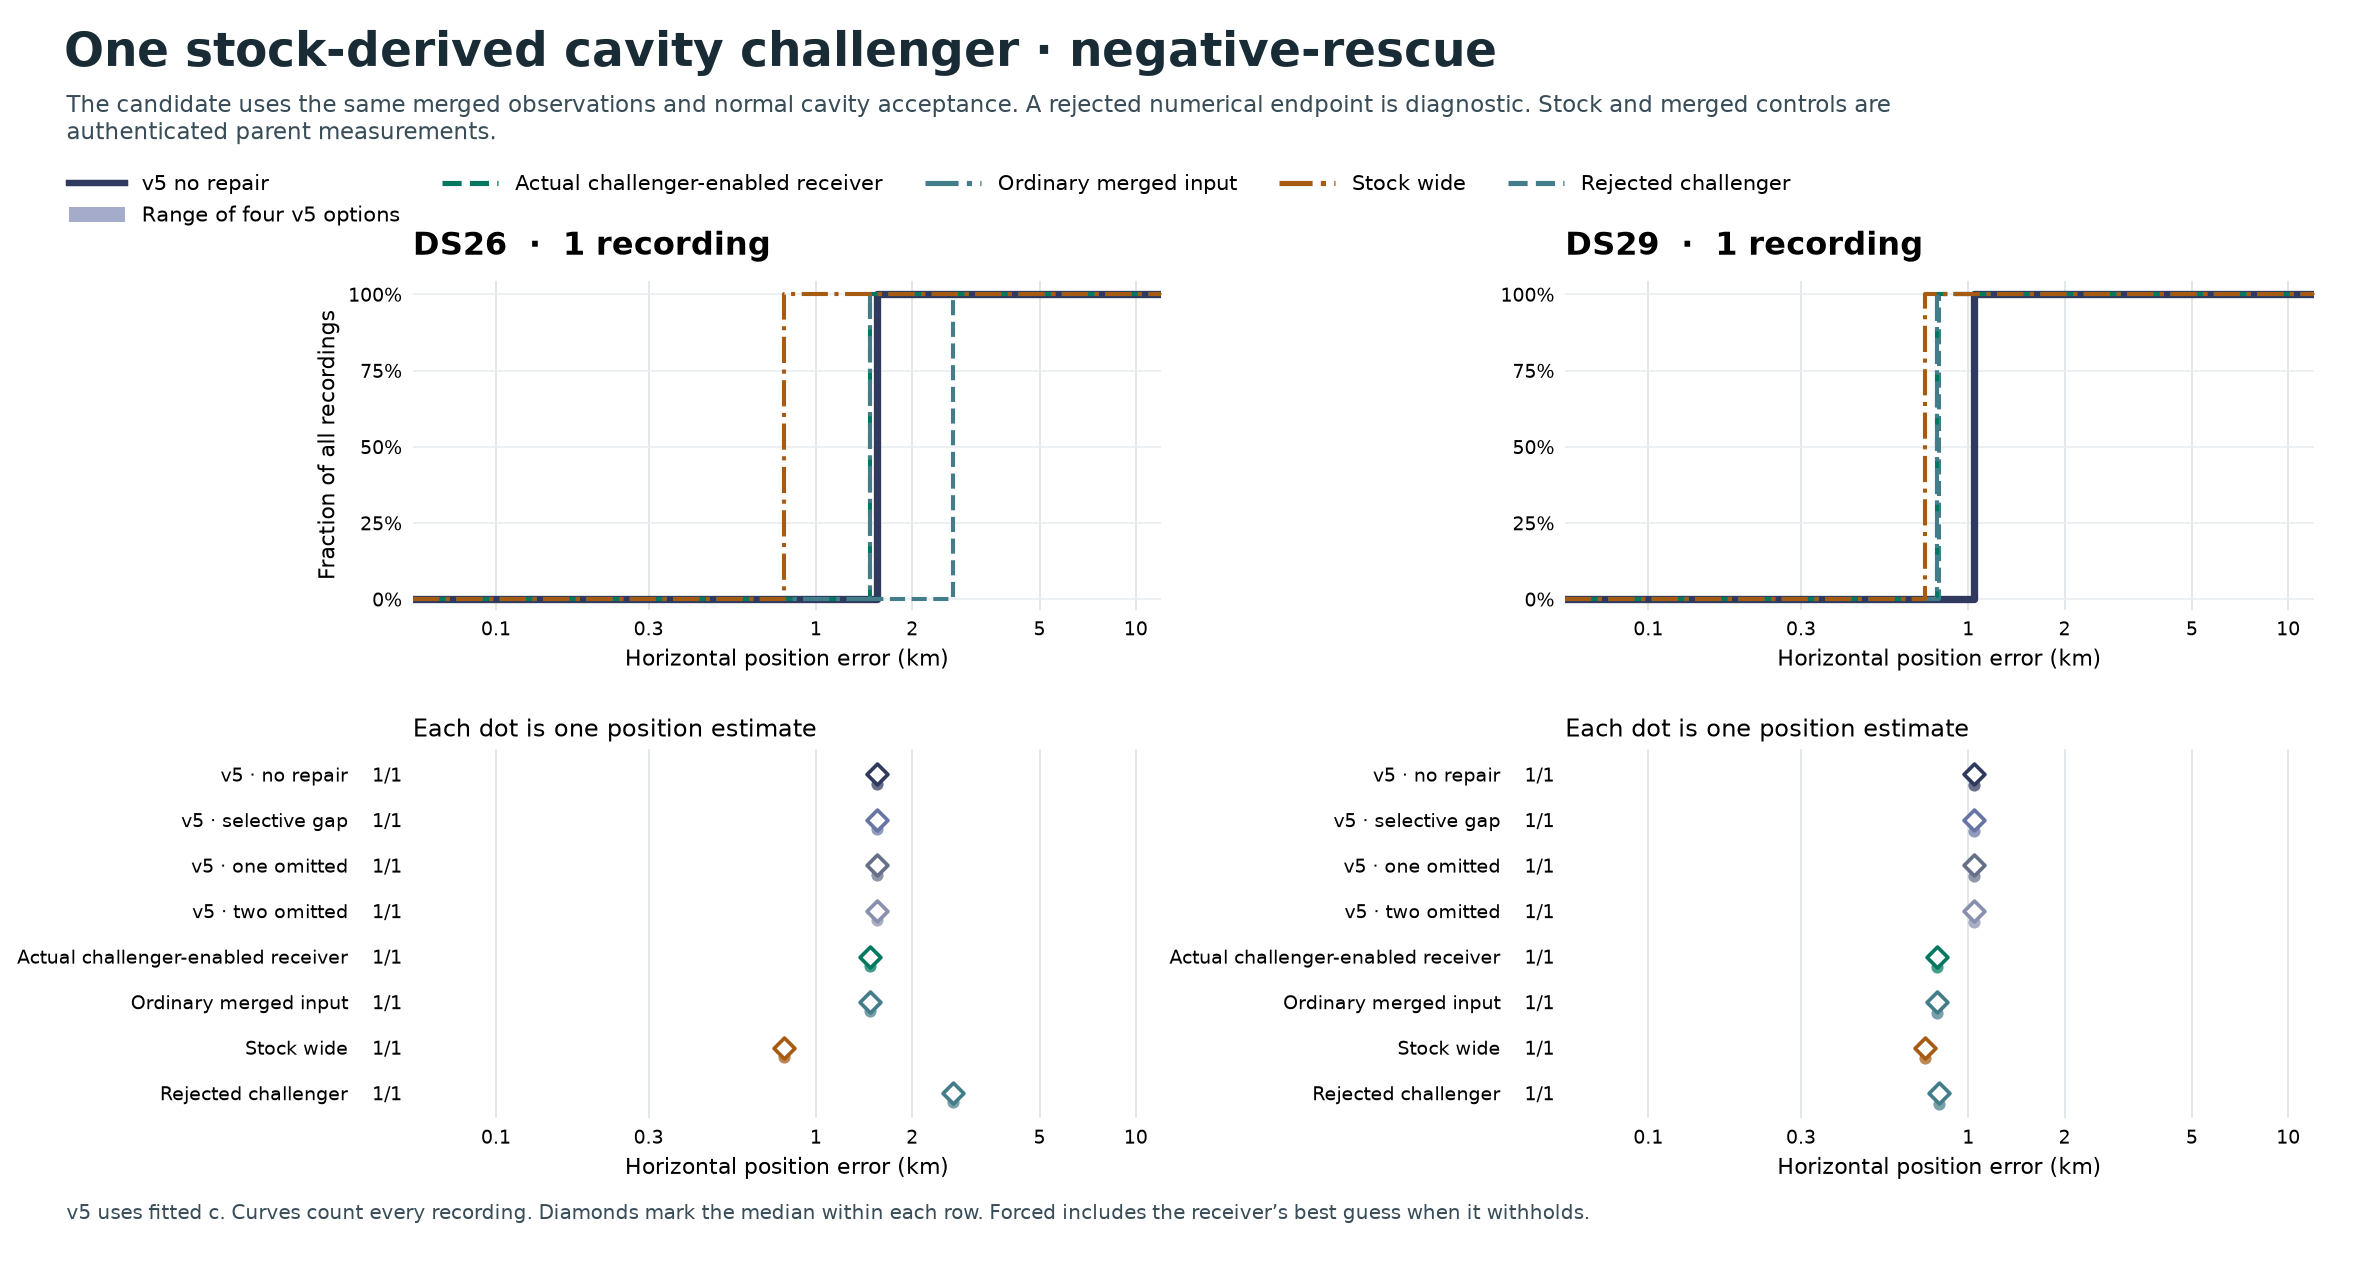 One stock-derived cavity challenger · negative-rescue
The candidate uses the same merged observations and normal cavity acceptance. A rejected numerical endpoint is diagnostic. Stock and merged controls are
authenticated parent measurements.
v5 no repair
Actual challenger-enabled receiver
Ordinary merged input
Stock wide
Rejected challenger
Range of four v5 options
DS26 · 1 recording
Fraction of all recordings
100%
75%
50%
25%
0%
0.1 0.3 1 2 5 10
Horizontal position error (km)
DS29 · 1 recording
100%
75%
50%
25%
0%
0.1 0.3 1 2 5 10
Horizontal position error (km)
Each dot is one position estimate
v5 · no repair 1/1
v5 · selective gap 1/1
v5 · one omitted 1/1
v5 · two omitted 1/1
Actual challenger-enabled receiver 1/1
Ordinary merged input 1/1
Stock wide 1/1
Rejected challenger 1/1
0.1 0.3 1 2 5 10
Horizontal position error (km)
Each dot is one position estimate
v5 · no repair 1/1
v5 · selective gap 1/1
v5 · one omitted 1/1
v5 · two omitted 1/1
Actual challenger-enabled receiver 1/1
Ordinary merged input 1/1
Stock wide 1/1
Rejected challenger 1/1
0.1 0.3 1 2 5 10
Horizontal position error (km)
v5 uses fitted c. Curves count every recording. Diamonds mark the median within each row. Forced includes the receiver’s best guess when it withholds.